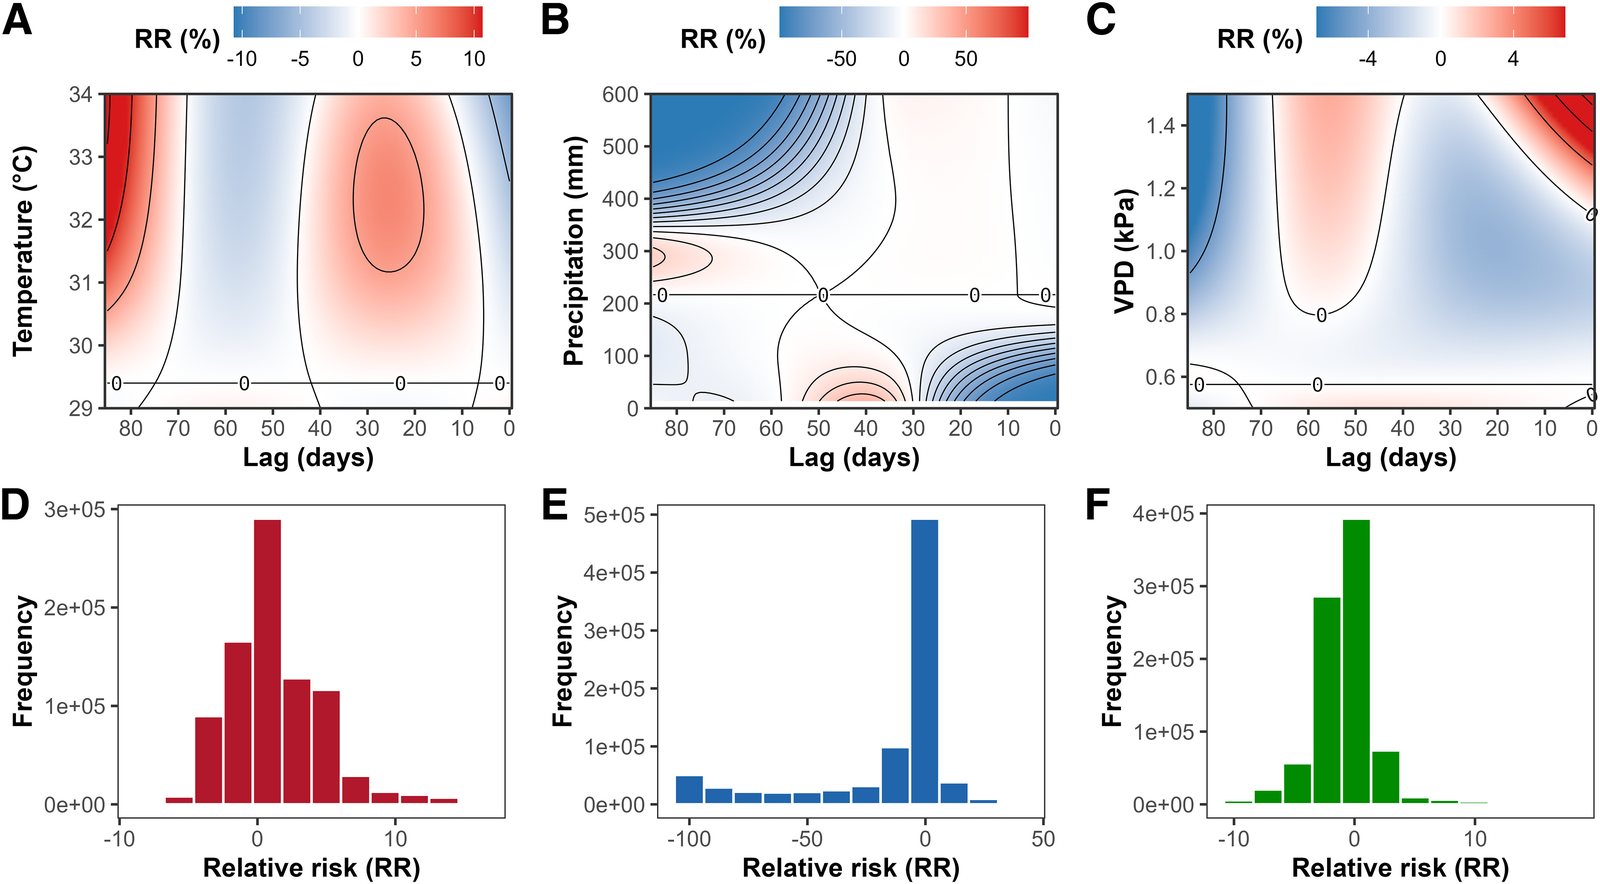 A
RR (%)
-10 -5 0 5 10
B
RR (%)
-50 0 50
C
RR (%)
-4 0 4
Temperature (°C)
34
33
32
31
30
29
0 0 0 0
80 70 60 50 40 30 20 10 0
Lag (days)
Precipitation (mm)
600
500
400
300
200
100
0
0 0 0 0
80 70 60 50 40 30 20 10 0
Lag (days)
VPD (kPa)
1.4
1.2
1.0
0.8
0.6
0
0
0 0
0
80 70 60 50 40 30 20 10 0
Lag (days)
D
Frequency
3e+05
2e+05
1e+05
0e+00
-10 0 10
Relative risk (RR)
E
Frequency
5e+05
4e+05
3e+05
2e+05
1e+05
0e+00
-100 -50 0 50
Relative risk (RR)
F
Frequency
4e+05
3e+05
2e+05
1e+05
0e+00
-10 0 10
Relative risk (RR)